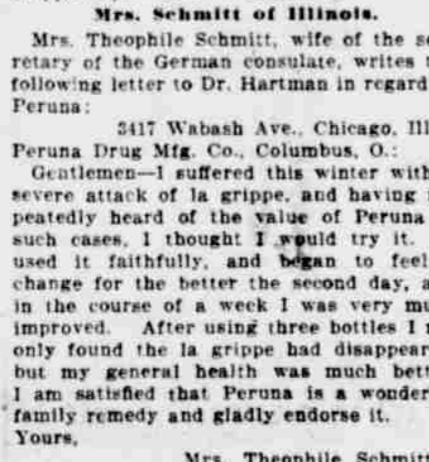 Mrs. Schmitt of Illinois.
Mrs. Theophile Schmitt, wife of the se
retary of the German consulate, writes
following letter to Dr. Hartman in regard
Peruna:
3417 Wabash Ave., Chicago, Ill
Peruna Drug Mfg. Co., Columbus, O.:
Gentlemen—I suffered this winter with
severe attack of la grippe, and having
peatedly heard of the value of Peruna
such cases, I thought I would try it.
used it faithfully, and began to feel
change for the better the second day, a
in the course of a week I was very mu
improved. After using three bottles I
only found the la grippe had disappear
but my general health was much bett
I am satisfied that Peruna is a wonder
family remedy and gladly endorse it.
Yours,
Mrs. Theophile Schmitt